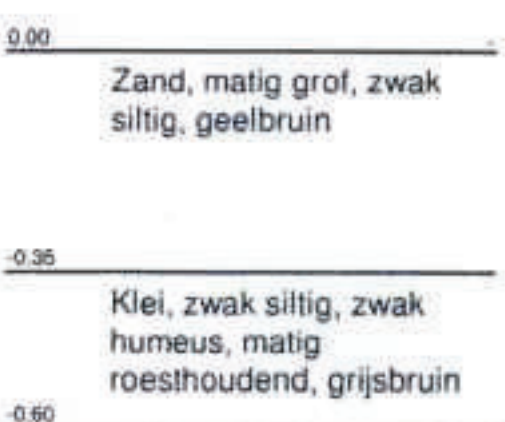 0.00
Zand, matig grof, zwak
siltig, geelbruin
-0.35
Klei, zwak siltig, zwak
humeus, matig
roesthoudend, grijsbruin
-0.60